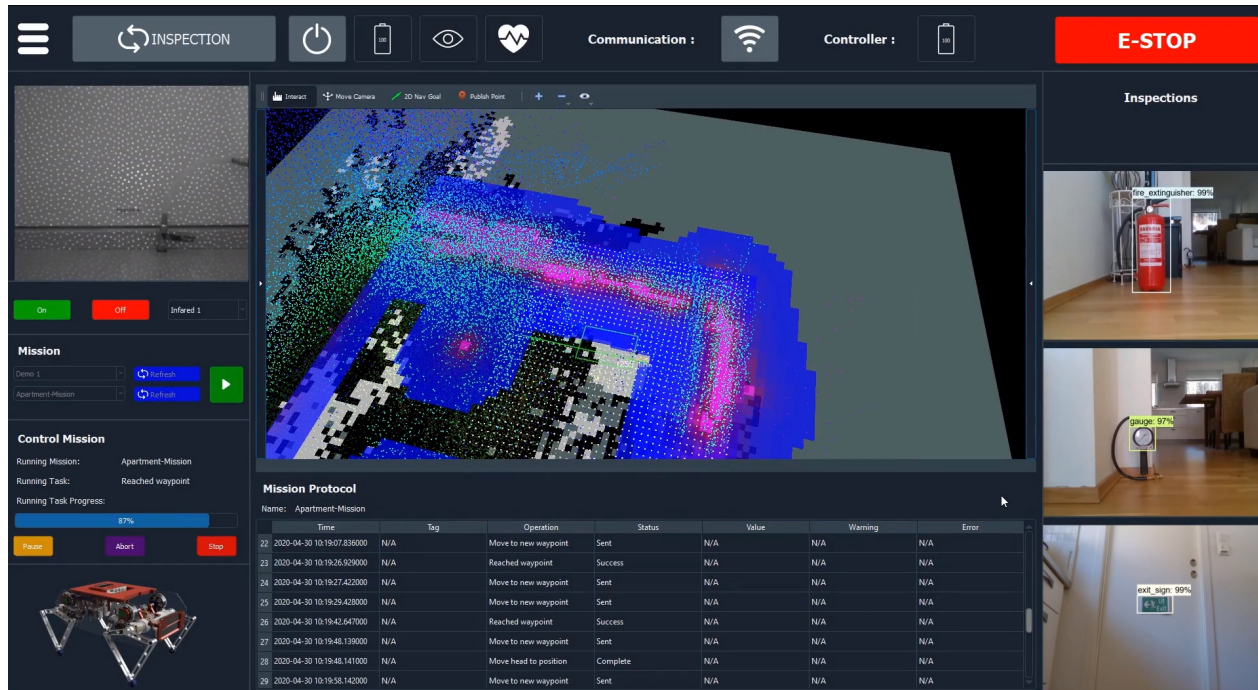 INSPECTION
100
Communication :
Controller :
100
E-STOP
Interact
Move Camera
2D Nav Goal
Publish Point
On
Off
Infared 1
Mission
Demo 1
Refresh
Apartment-Mission
Refresh
Control Mission
Running Mission: Apartment-Mission
Running Task: Reached waypoint
Running Task Progress:
87%
Pause
Abort
Stop
Mission Protocol
Name: Apartment-Mission
Time Tag Operation Status Value Warning Error
22 2020-04-30 10:19:07.836000 N/A Move to new waypoint Sent N/A N/A N/A
23 2020-04-30 10:19:26.929000 N/A Reached waypoint Success N/A N/A N/A
24 2020-04-30 10:19:27.422000 N/A Move to new waypoint Sent N/A N/A N/A
25 2020-04-30 10:19:29.428000 N/A Move to new waypoint Sent N/A N/A N/A
26 2020-04-30 10:19:42.647000 N/A Reached waypoint Success N/A N/A N/A
27 2020-04-30 10:19:48.139000 N/A Move to new waypoint Sent N/A N/A N/A
28 2020-04-30 10:19:48.141000 N/A Move head to position Complete N/A N/A N/A
29 2020-04-30 10:19:58.142000 N/A Move to new waypoint Sent N/A N/A N/A
Inspections
fire_extinguisher: 99%
gauge: 97%
exit_sign: 99%
Exit